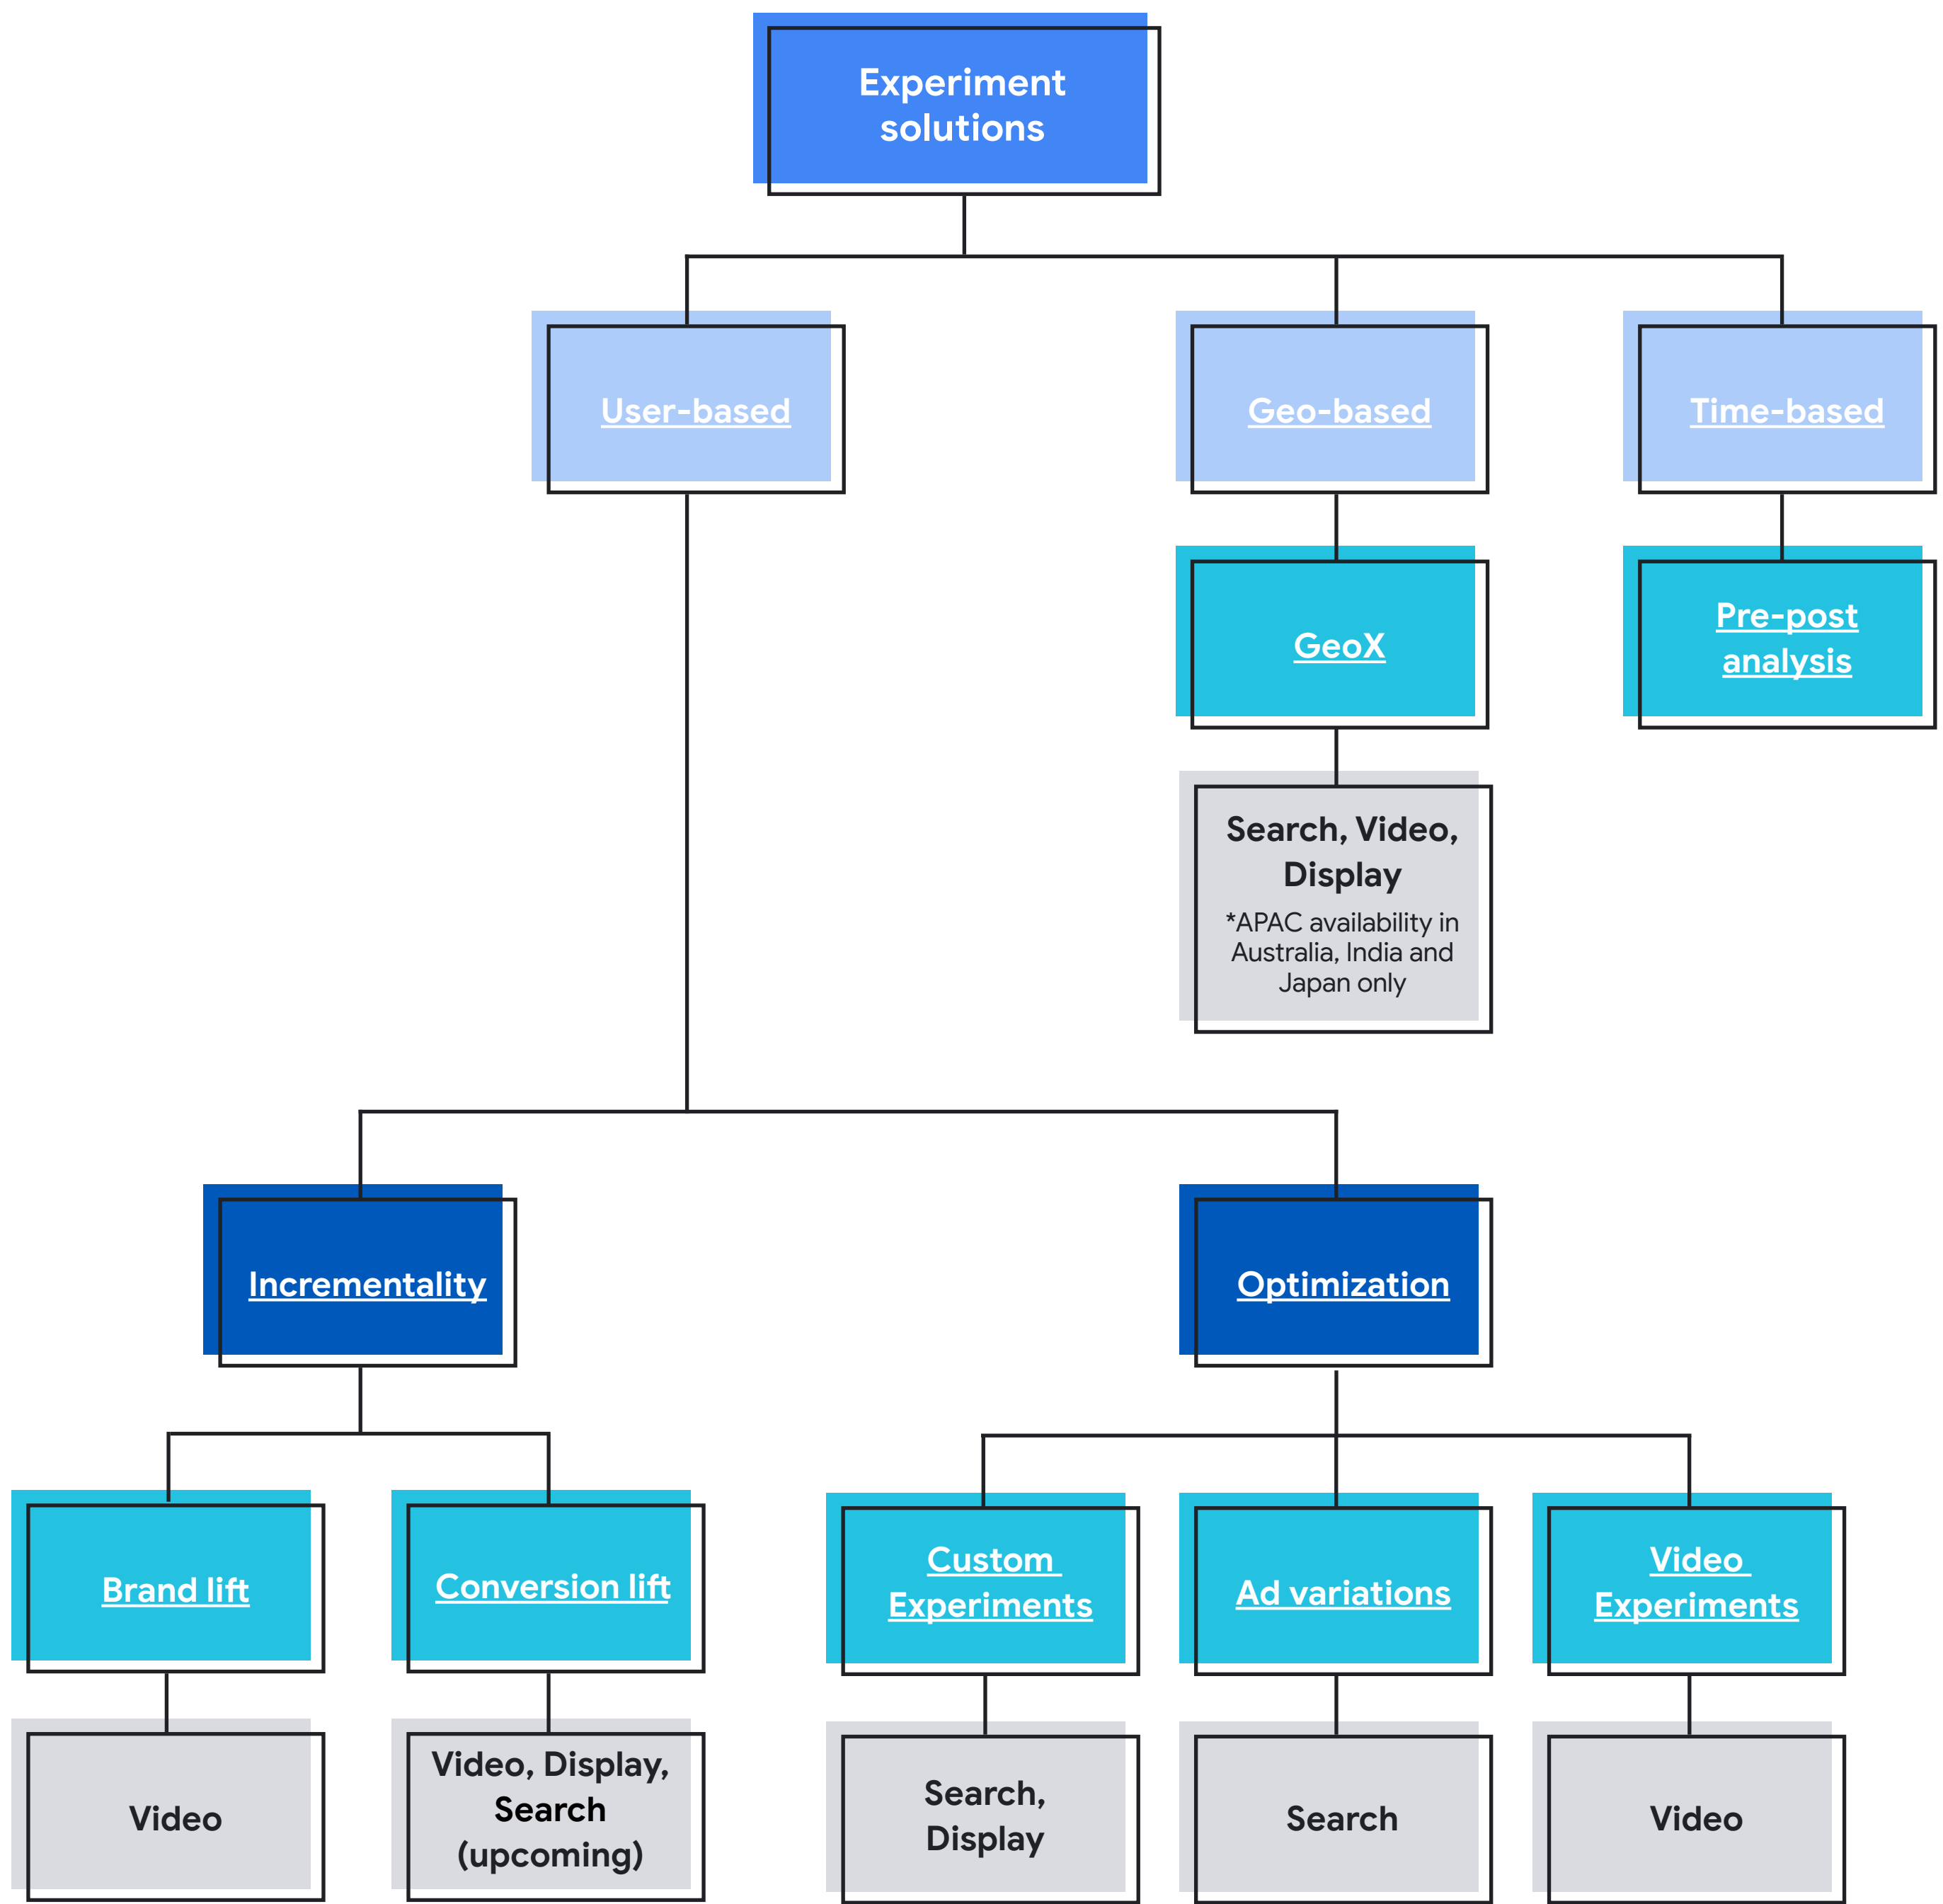 Experiment
solutions
User-based
Geo-based
Time-based
GeoX
Pre-post
analysis
Search, Video,
Display
*APAC availability in
Australia, India and
Japan only
Incrementality
Optimization
Brand lift
Conversion lift
Custom
Experiments
Ad variations
Video
Experiments
Video
Video, Display,
Search
(upcoming)
Search,
Display
Search
Video